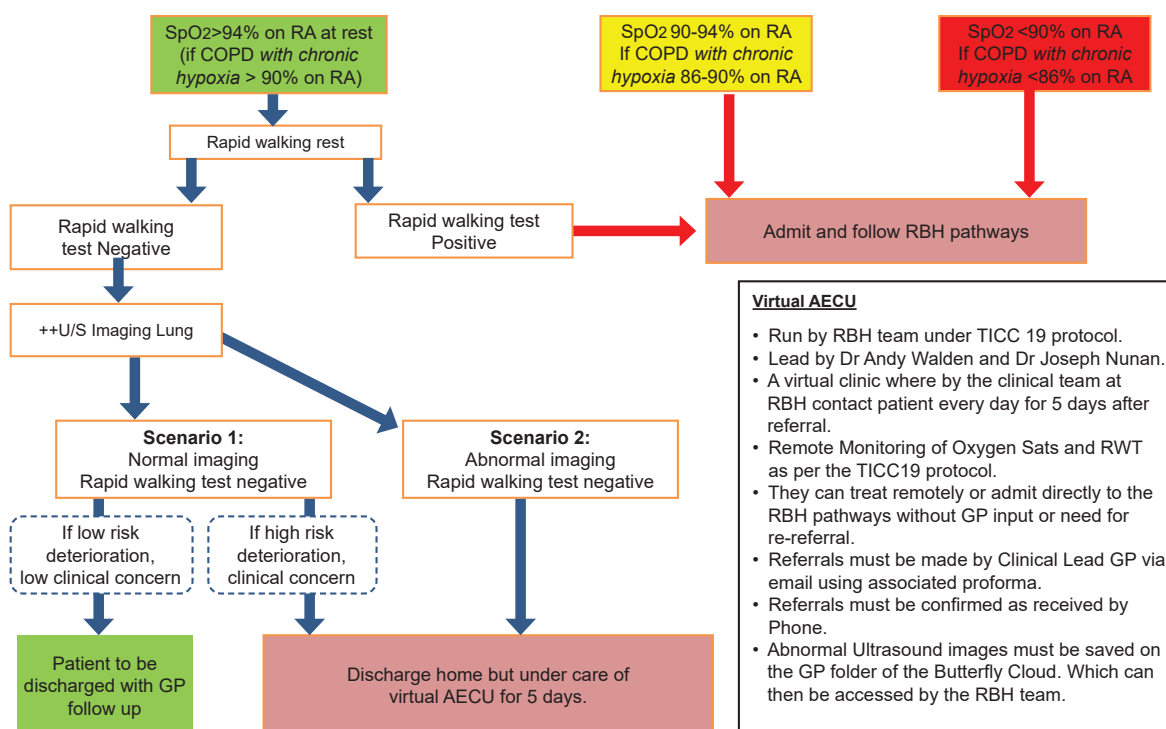 SpO2>94% on RA at rest
(if COPD with chronic
hypoxia > 90% on RA)
SpO2 90-94% on RA
If COPD with chronic
hypoxia 86-90% on RA
SpO2 <90% on RA
If COPD with chronic
hypoxia <86% on RA
Rapid walking rest
Rapid walking
test Negative
Rapid walking test
Positive
Admit and follow RBH pathways
++U/S Imaging Lung
Scenario 1:
Normal imaging
Rapid walking test negative
Scenario 2:
Abnormal imaging
Rapid walking test negative
If low risk
deterioration,
low clinical concern
If high risk
deterioration,
clinical concern
Patient to be
discharged with GP
follow up
Discharge home but under care of
virtual AECU for 5 days.
Virtual AECU
• Run by RBH team under TICC 19 protocol.
• Lead by Dr Andy Walden and Dr Joseph Nunan.
• A virtual clinic where by the clinical team at
RBH contact patient every day for 5 days after
referral.
• Remote Monitoring of Oxygen Sats and RWT
as per the TICC19 protocol.
• They can treat remotely or admit directly to the
RBH pathways without GP input or need for
re-referral.
• Referrals must be made by Clinical Lead GP via
email using associated proforma.
• Referrals must be confirmed as received by
Phone.
• Abnormal Ultrasound images must be saved on
the GP folder of the Butterfly Cloud. Which can
then be accessed by the RBH team.